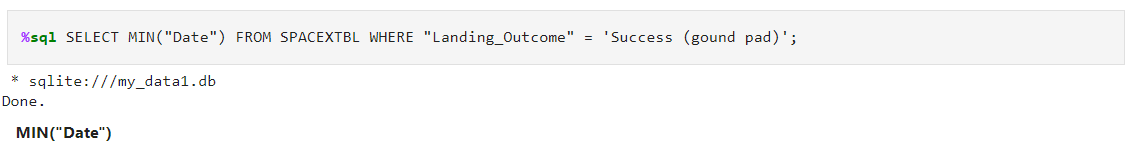 %sql SELECT MIN("Date") FROM SPACEXTBL WHERE "Landing_Outcome" = 'Success (gound pad)';
* sqlite:///my_data1.db
Done.
MIN("Date")